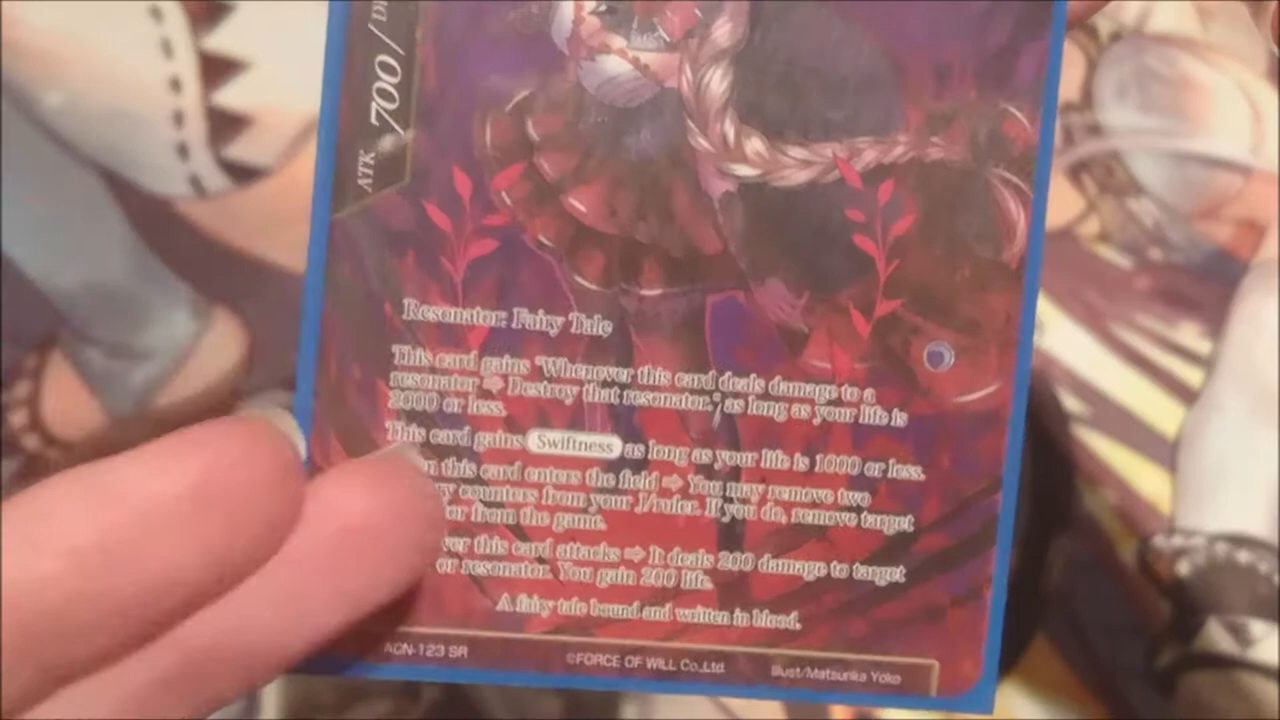 ATK 700 /
Resonator: Fairy Tale
This card gains "Whenever this card deals damage to a
resonator ⇒ Destroy that resonator." as long as your life is
2000 or less.
This card gains Swiftness as long as your life is 1000 or less.
n this card enters the field ⇒ You may remove two
ry counters from your J/ruler. If you do, remove target
or from the game.
ver this card attacks ⇒ It deals 200 damage to target
or resonator. You gain 200 life.
A fairy tale bound and written in blood.
ACN-123 SR ©FORCE OF WILL Co.,Ltd. Illust/Matsurika Yoko